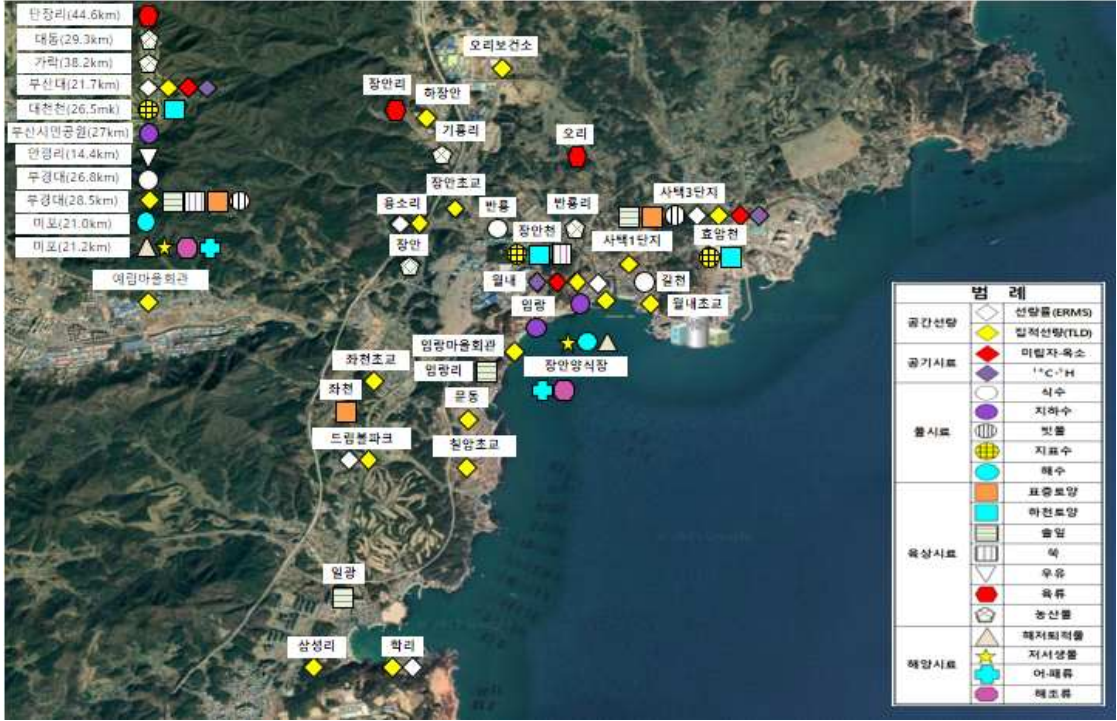 단장리(44.6km)
대동(29.3km)
가락(38.2km)
부산대(21.7km)
대천천(26.5mk)
부산시민공원(27km)
안평리(14.4km)
부경대(26.8km)
부경대(28.5km)
미포(21.0km)
미포(21.2km)
예림마을회관
오리보건소
장안리
하장안
기룡리
오리
장안초교
용소리
반룡
반룡리
사택3단지
장안
장안천
사택1단지
효암천
월내
길천
임랑
월내초교
임랑마을회관
장안양식장
임랑리
좌천초교
좌천
문동
드림볼파크
칠암초교
일광
삼성리
학리
범 례
공간선량
선량률(ERMS)
집적선량(TLD)
공기시료
미립자·옥소
¹⁴C·³H
물시료
식수
지하수
빗물
지표수
해수
육상시료
표층토양
하천토양
솔잎
쑥
우유
육류
농산물
해양시료
해저퇴적물
저서생물
어·패류
해조류